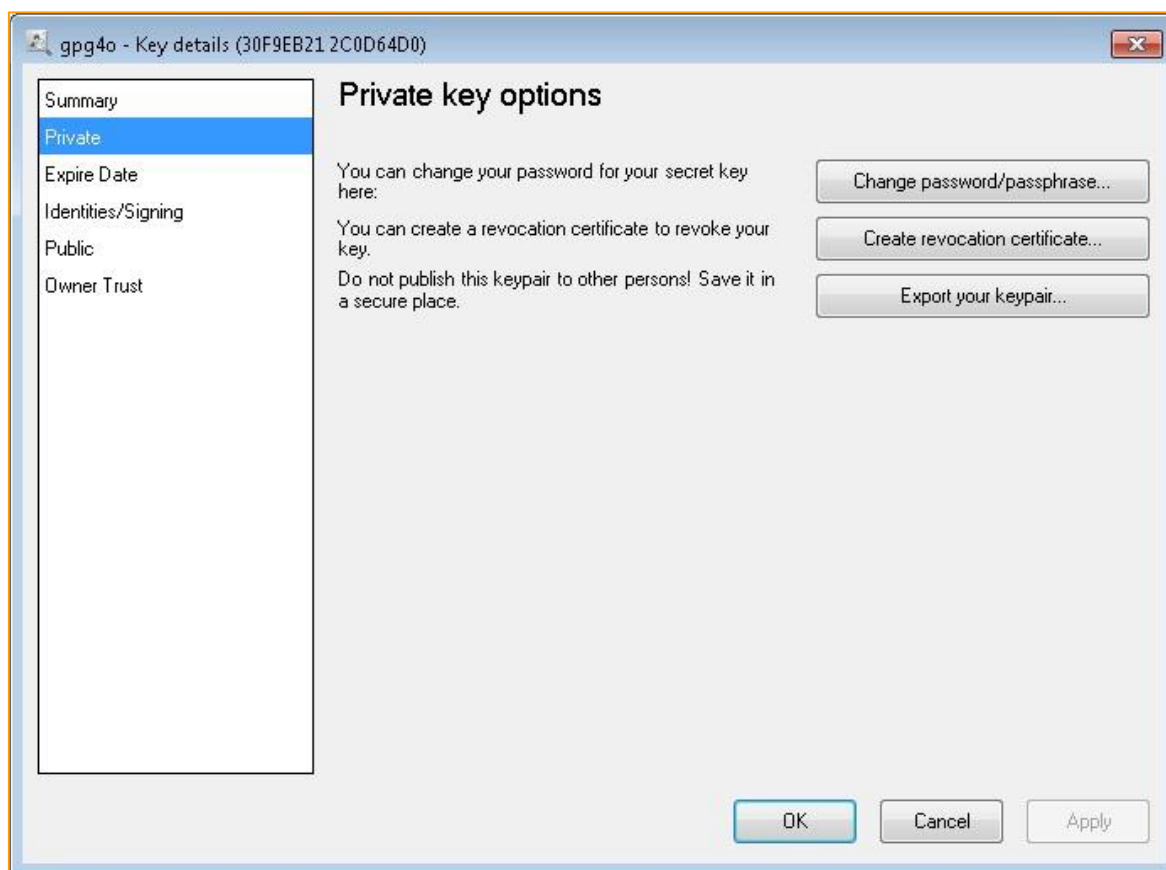 gpg4o - Key details (30F9EB21 2C0D64D0)
Summary
Private
Expire Date
Identities/Signing
Public
Owner Trust
Private key options
You can change your password for your secret key
here:
Change password/passphrase...
You can create a revocation certificate to revoke your
key.
Create revocation certificate...
Do not publish this keypair to other persons! Save it in
a secure place.
Export your keypair...
OK
Cancel
Apply